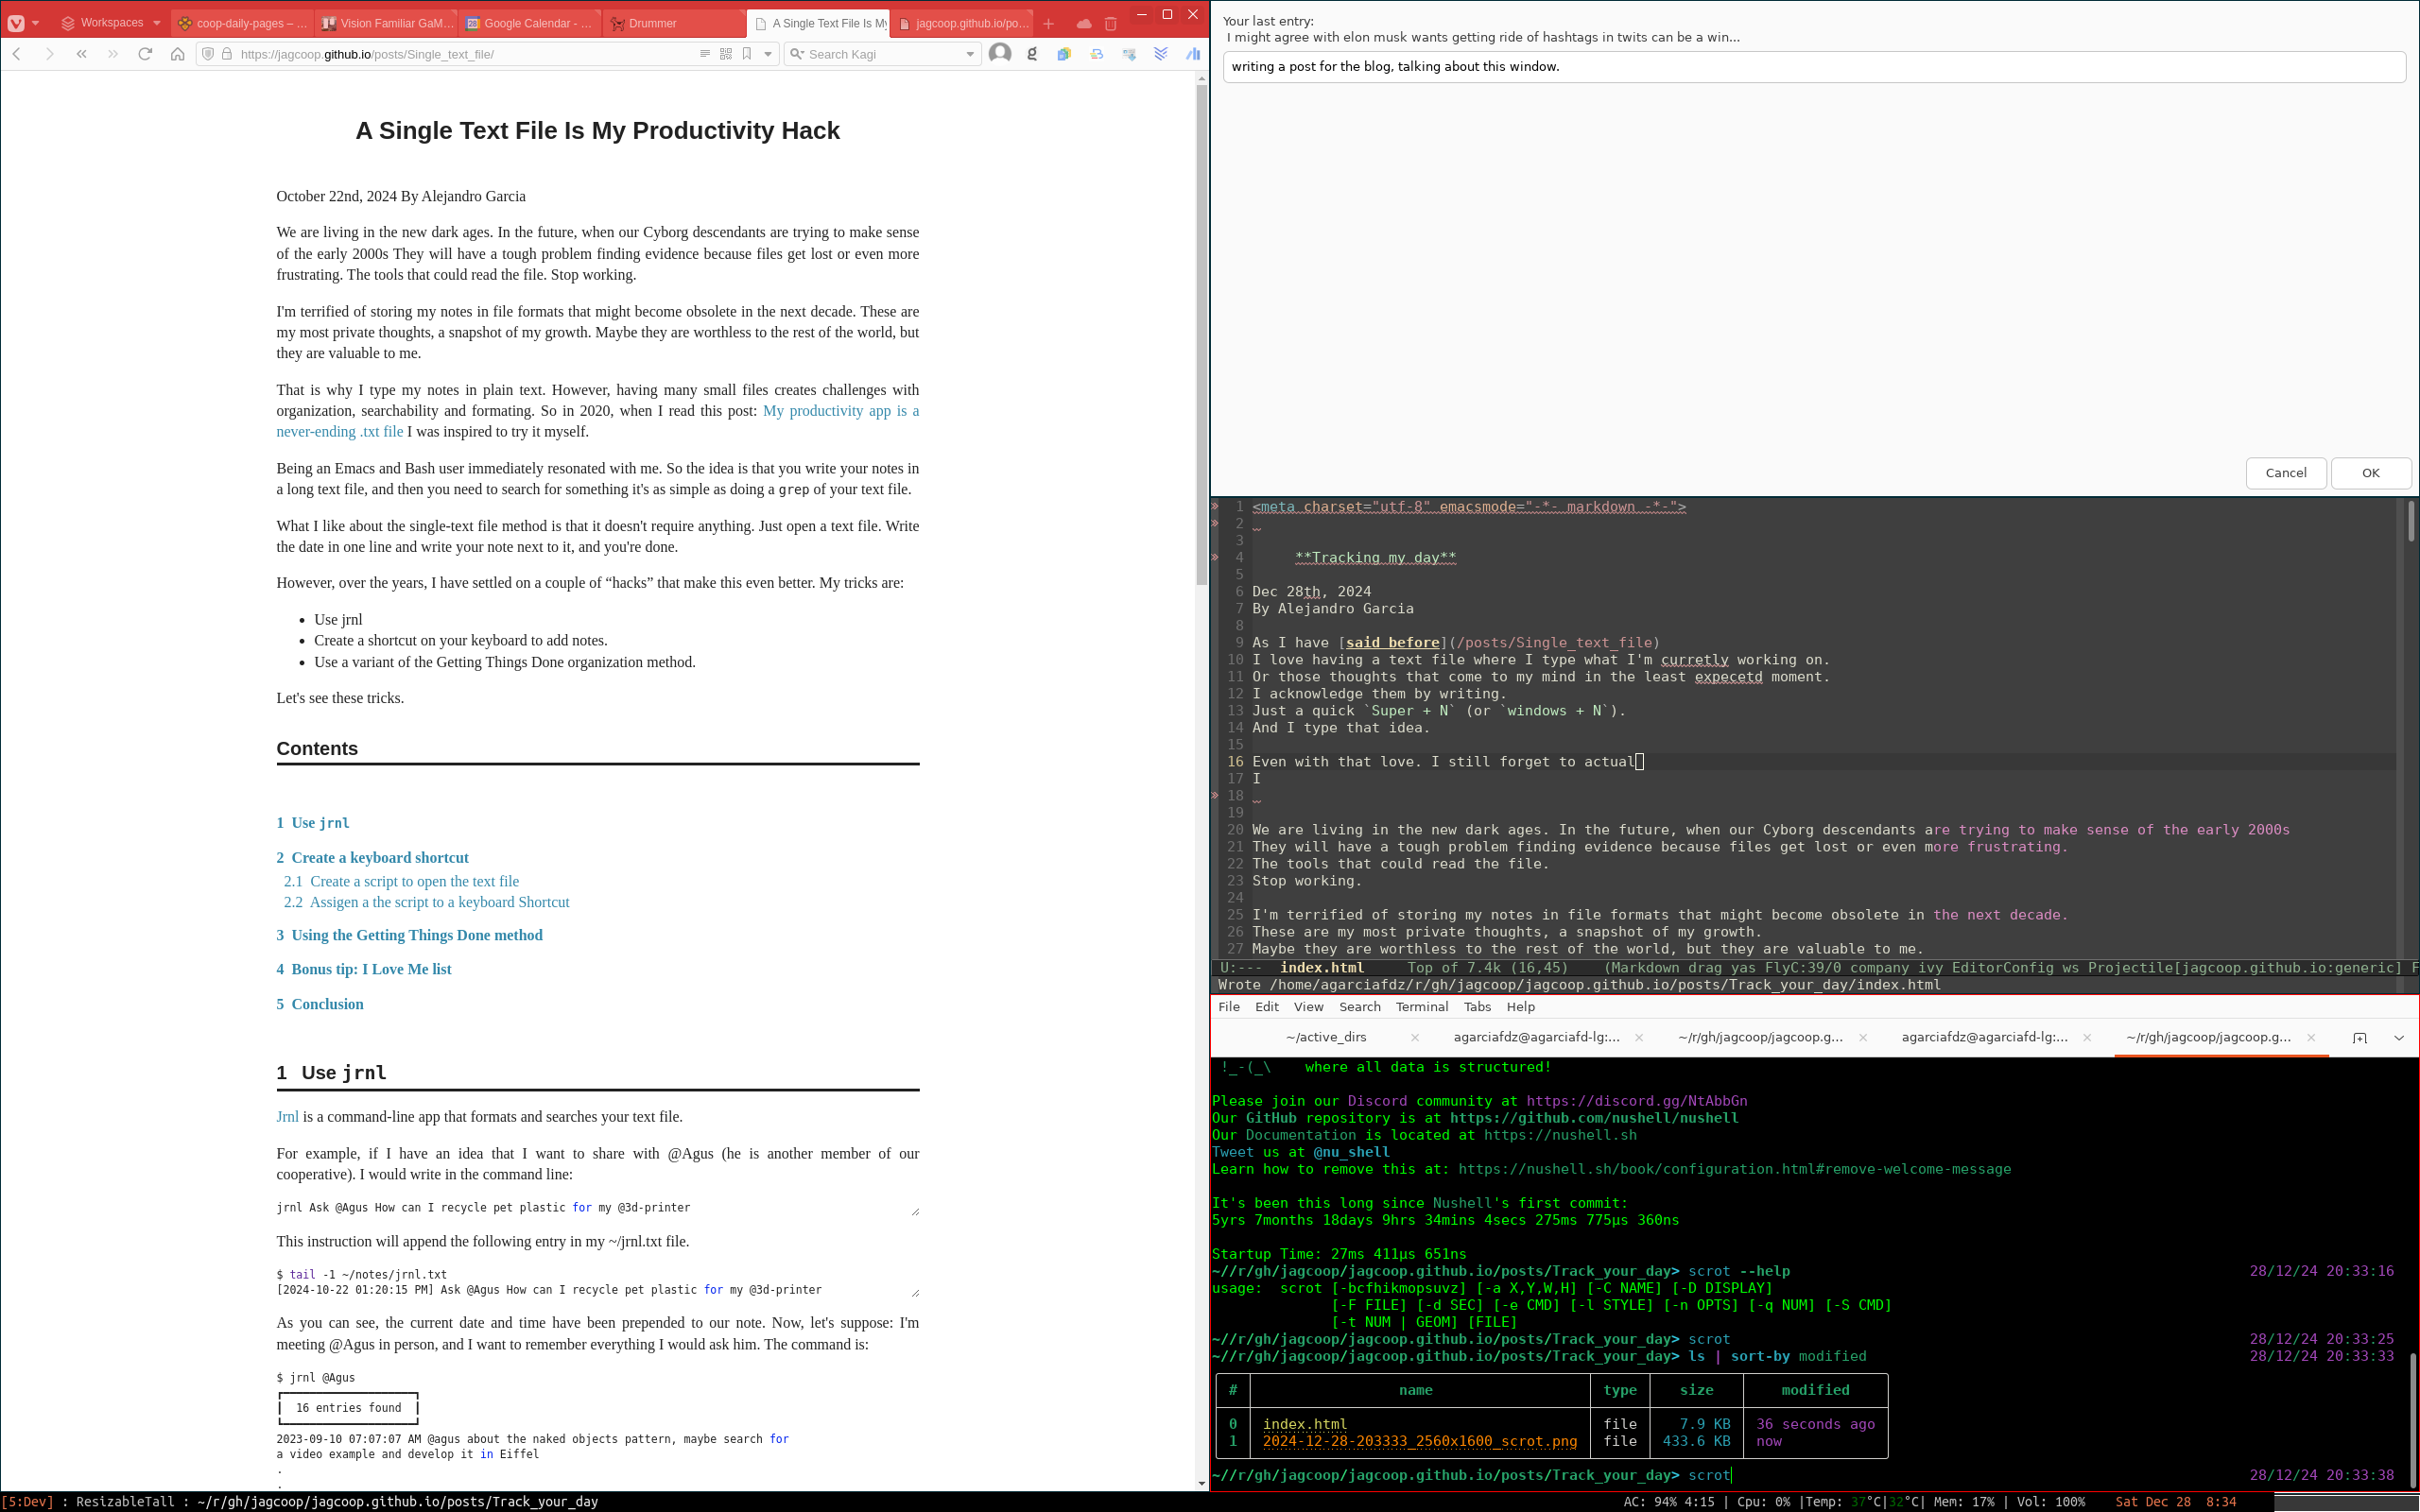 Workspaces
coop-daily-pages – …
Vision Familiar GaM…
Google Calendar - …
Drummer
A Single Text File Is My
jagcoop.github.io/po…
https://jagcoop.github.io/posts/Single_text_file/
Search Kagi
A Single Text File Is My Productivity Hack
October 22nd, 2024 By Alejandro Garcia
We are living in the new dark ages. In the future, when our Cyborg descendants are trying to make sense
of the early 2000s They will have a tough problem finding evidence because files get lost or even more
frustrating. The tools that could read the file. Stop working.
I'm terrified of storing my notes in file formats that might become obsolete in the next decade. These are
my most private thoughts, a snapshot of my growth. Maybe they are worthless to the rest of the world, but
they are valuable to me.
That is why I type my notes in plain text. However, having many small files creates challenges with
organization, searchability and formating. So in 2020, when I read this post: My productivity app is a
never-ending .txt file I was inspired to try it myself.
Being an Emacs and Bash user immediately resonated with me. So the idea is that you write your notes in
a long text file, and then you need to search for something it's as simple as doing a grep of your text file.
What I like about the single-text file method is that it doesn't require anything. Just open a text file. Write
the date in one line and write your note next to it, and you're done.
However, over the years, I have settled on a couple of “hacks” that make this even better. My tricks are:
• Use jrnl
• Create a shortcut on your keyboard to add notes.
• Use a variant of the Getting Things Done organization method.
Let's see these tricks.
Contents
1 Use jrnl
2 Create a keyboard shortcut
2.1 Create a script to open the text file
2.2 Assigen a the script to a keyboard Shortcut
3 Using the Getting Things Done method
4 Bonus tip: I Love Me list
5 Conclusion
1 Use jrnl
Jrnl is a command-line app that formats and searches your text file.
For example, if I have an idea that I want to share with @Agus (he is another member of our
cooperative). I would write in the command line:
jrnl Ask @Agus How can I recycle pet plastic for my @3d-printer
This instruction will append the following entry in my ~/jrnl.txt file.
$ tail -1 ~/notes/jrnl.txt
[2024-10-22 01:20:15 PM] Ask @Agus How can I recycle pet plastic for my @3d-printer
As you can see, the current date and time have been prepended to our note. Now, let's suppose: I'm
meeting @Agus in person, and I want to remember everything I would ask him. The command is:
$ jrnl @Agus
16 entries found
2023-09-10 07:07:07 AM @agus about the naked objects pattern, maybe search for
a video example and develop it in Eiffel
.
.
Your last entry:
I might agree with elon musk wants getting ride of hashtags in twits can be a win...
writing a post for the blog, talking about this window.
Cancel
OK
1 <meta charset="utf-8" emacsmode="-*- markdown -*-">
2
3
4 **Tracking my day**
5
6 Dec 28th, 2024
7 By Alejandro Garcia
8
9 As I have [said before](/posts/Single_text_file)
10 I love having a text file where I type what I'm curretly working on.
11 Or those thoughts that come to my mind in the least expecetd moment.
12 I acknowledge them by writing.
13 Just a quick `Super + N` (or `windows + N`).
14 And I type that idea.
15
16 Even with that love. I still forget to actual
17 I
18
19
20 We are living in the new dark ages. In the future, when our Cyborg descendants are trying to make sense of the early 2000s
21 They will have a tough problem finding evidence because files get lost or even more frustrating.
22 The tools that could read the file.
23 Stop working.
24
25 I'm terrified of storing my notes in file formats that might become obsolete in the next decade.
26 These are my most private thoughts, a snapshot of my growth.
27 Maybe they are worthless to the rest of the world, but they are valuable to me.
U:--- index.html Top of 7.4k (16,45) (Markdown drag yas FlyC:39/0 company ivy EditorConfig ws Projectile[jagcoop.github.io:generic] F
Wrote /home/agarciafdz/r/gh/jagcoop/jagcoop.github.io/posts/Track_your_day/index.html
File Edit View Search Terminal Tabs Help
~/active_dirs
agarciafdz@agarciafd-lg:...
~/r/gh/jagcoop/jagcoop.g...
agarciafdz@agarciafd-lg:...
~/r/gh/jagcoop/jagcoop.g...
!_-(_\ where all data is structured!
Please join our Discord community at https://discord.gg/NtAbbGn
Our GitHub repository is at https://github.com/nushell/nushell
Our Documentation is located at https://nushell.sh
Tweet us at @nu_shell
Learn how to remove this at: https://nushell.sh/book/configuration.html#remove-welcome-message
It's been this long since Nushell's first commit:
5yrs 7months 18days 9hrs 34mins 4secs 275ms 775µs 360ns
Startup Time: 27ms 411µs 651ns
~//r/gh/jagcoop/jagcoop.github.io/posts/Track_your_day> scrot --help 28/12/24 20:33:16
usage: scrot [-bcfhikmopsuvz] [-a X,Y,W,H] [-C NAME] [-D DISPLAY]
[-F FILE] [-d SEC] [-e CMD] [-l STYLE] [-n OPTS] [-q NUM] [-S CMD]
[-t NUM | GEOM] [FILE]
~//r/gh/jagcoop/jagcoop.github.io/posts/Track_your_day> scrot 28/12/24 20:33:25
~//r/gh/jagcoop/jagcoop.github.io/posts/Track_your_day> ls | sort-by modified 28/12/24 20:33:33
# name type size modified
0 index.html file 7.9 KB 36 seconds ago
1 2024-12-28-203333_2560x1600_scrot.png file 433.6 KB now
~//r/gh/jagcoop/jagcoop.github.io/posts/Track_your_day> scrot 28/12/24 20:33:38
[5:Dev] : ResizableTall : ~/r/gh/jagcoop/jagcoop.github.io/posts/Track_your_day
AC: 94% 4:15 | Cpu: 0% |Temp: 37°C|32°C| Mem: 17% | Vol: 100% Sat Dec 28 8:34